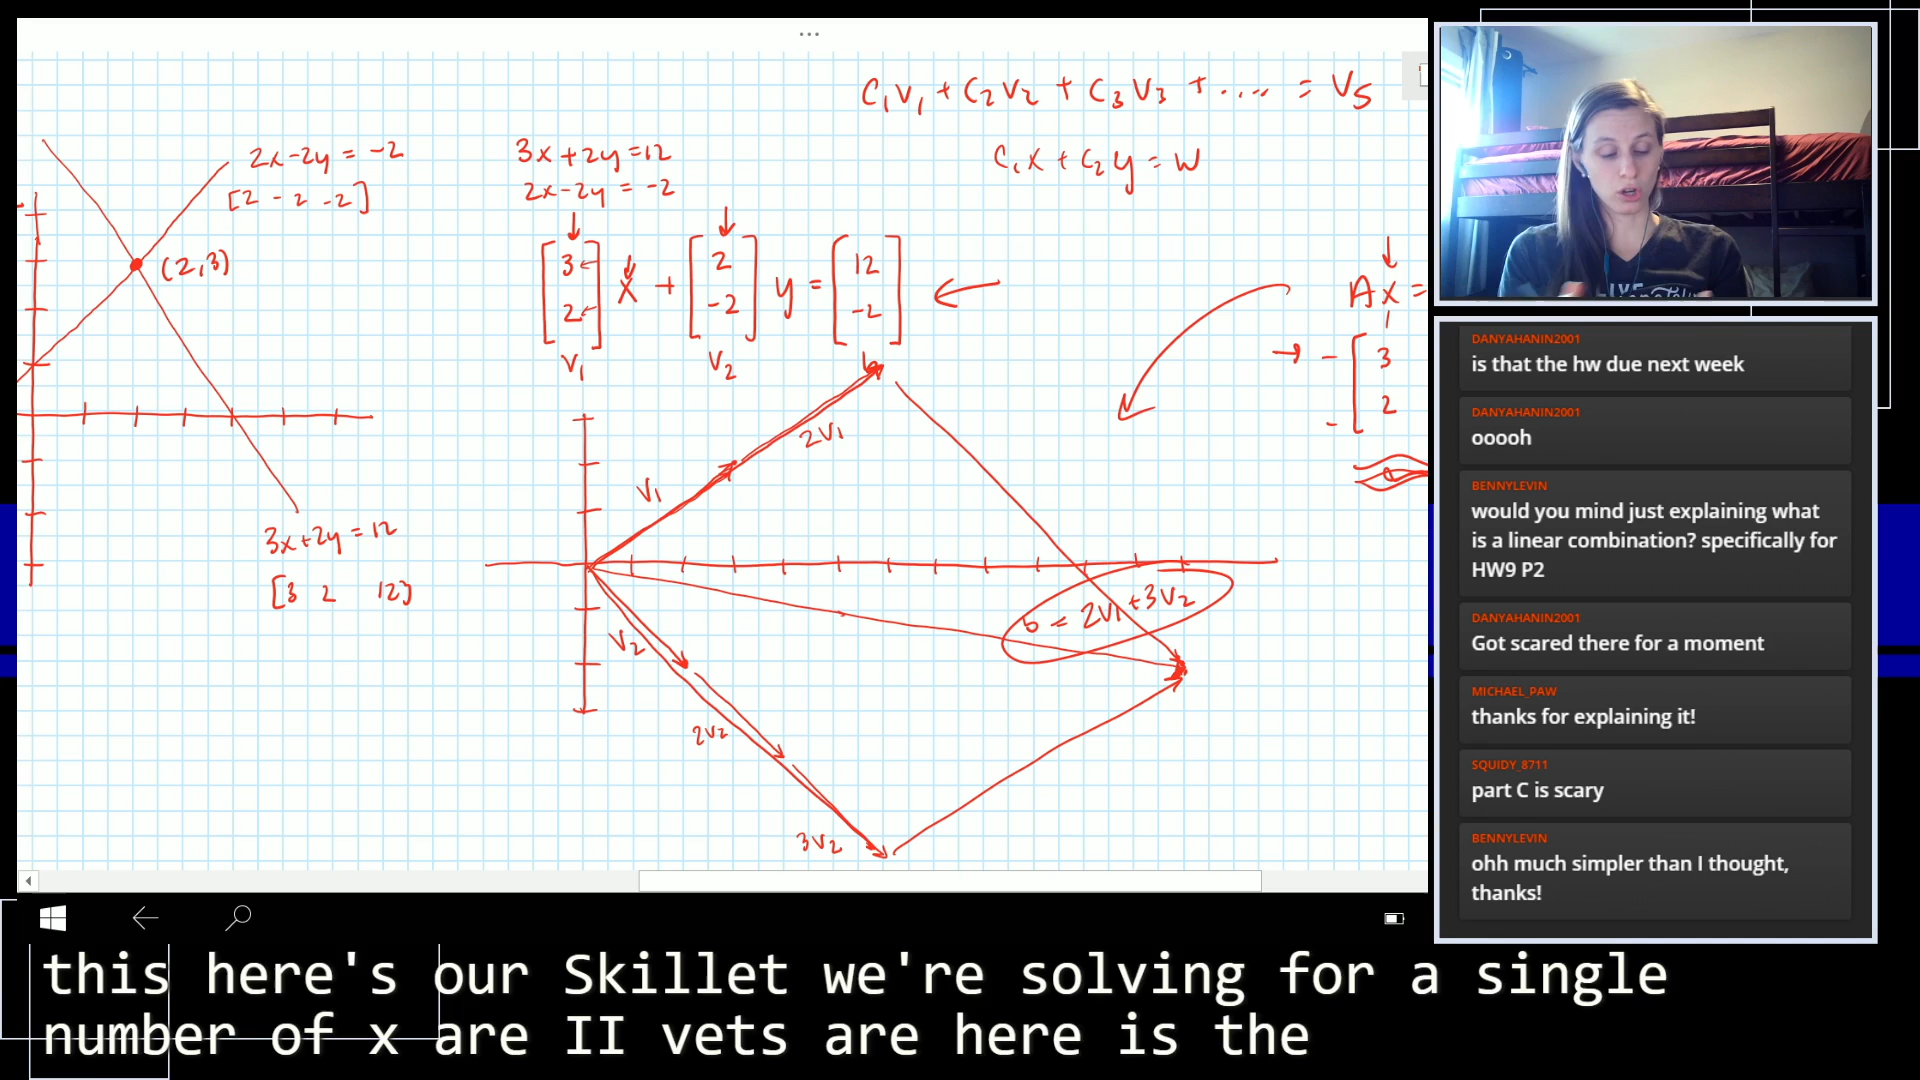 ...
C₁V₁ + C₂V₂ + C₃V₃ + .... = V5
C₁X + C₂y = W
2x-2y = -2
[2 -2 -2]
(2,3)
3x+2y=12
[3 2 12]
3x+2y=12
2x-2y = -2
[3 2] X + [2 -2] y = [12 -2]
V₁ V₂ b
V₁
2V₁
V₂
2V₂
3V₂
b = 2V₁+3V₂
Ax=
3
2
LIVE
DANYAHANIN2001
is that the hw due next week
DANYAHANIN2001
ooooh
BENNYLEVIN
would you mind just explaining what
is a linear combination? specifically for
HW9 P2
DANYAHANIN2001
Got scared there for a moment
MICHAEL_PAW
thanks for explaining it!
SQUIDY_8711
part C is scary
BENNYLEVIN
ohh much simpler than I thought,
thanks!
this here's our Skillet we're solving for a single
number of x are II vets are here is the